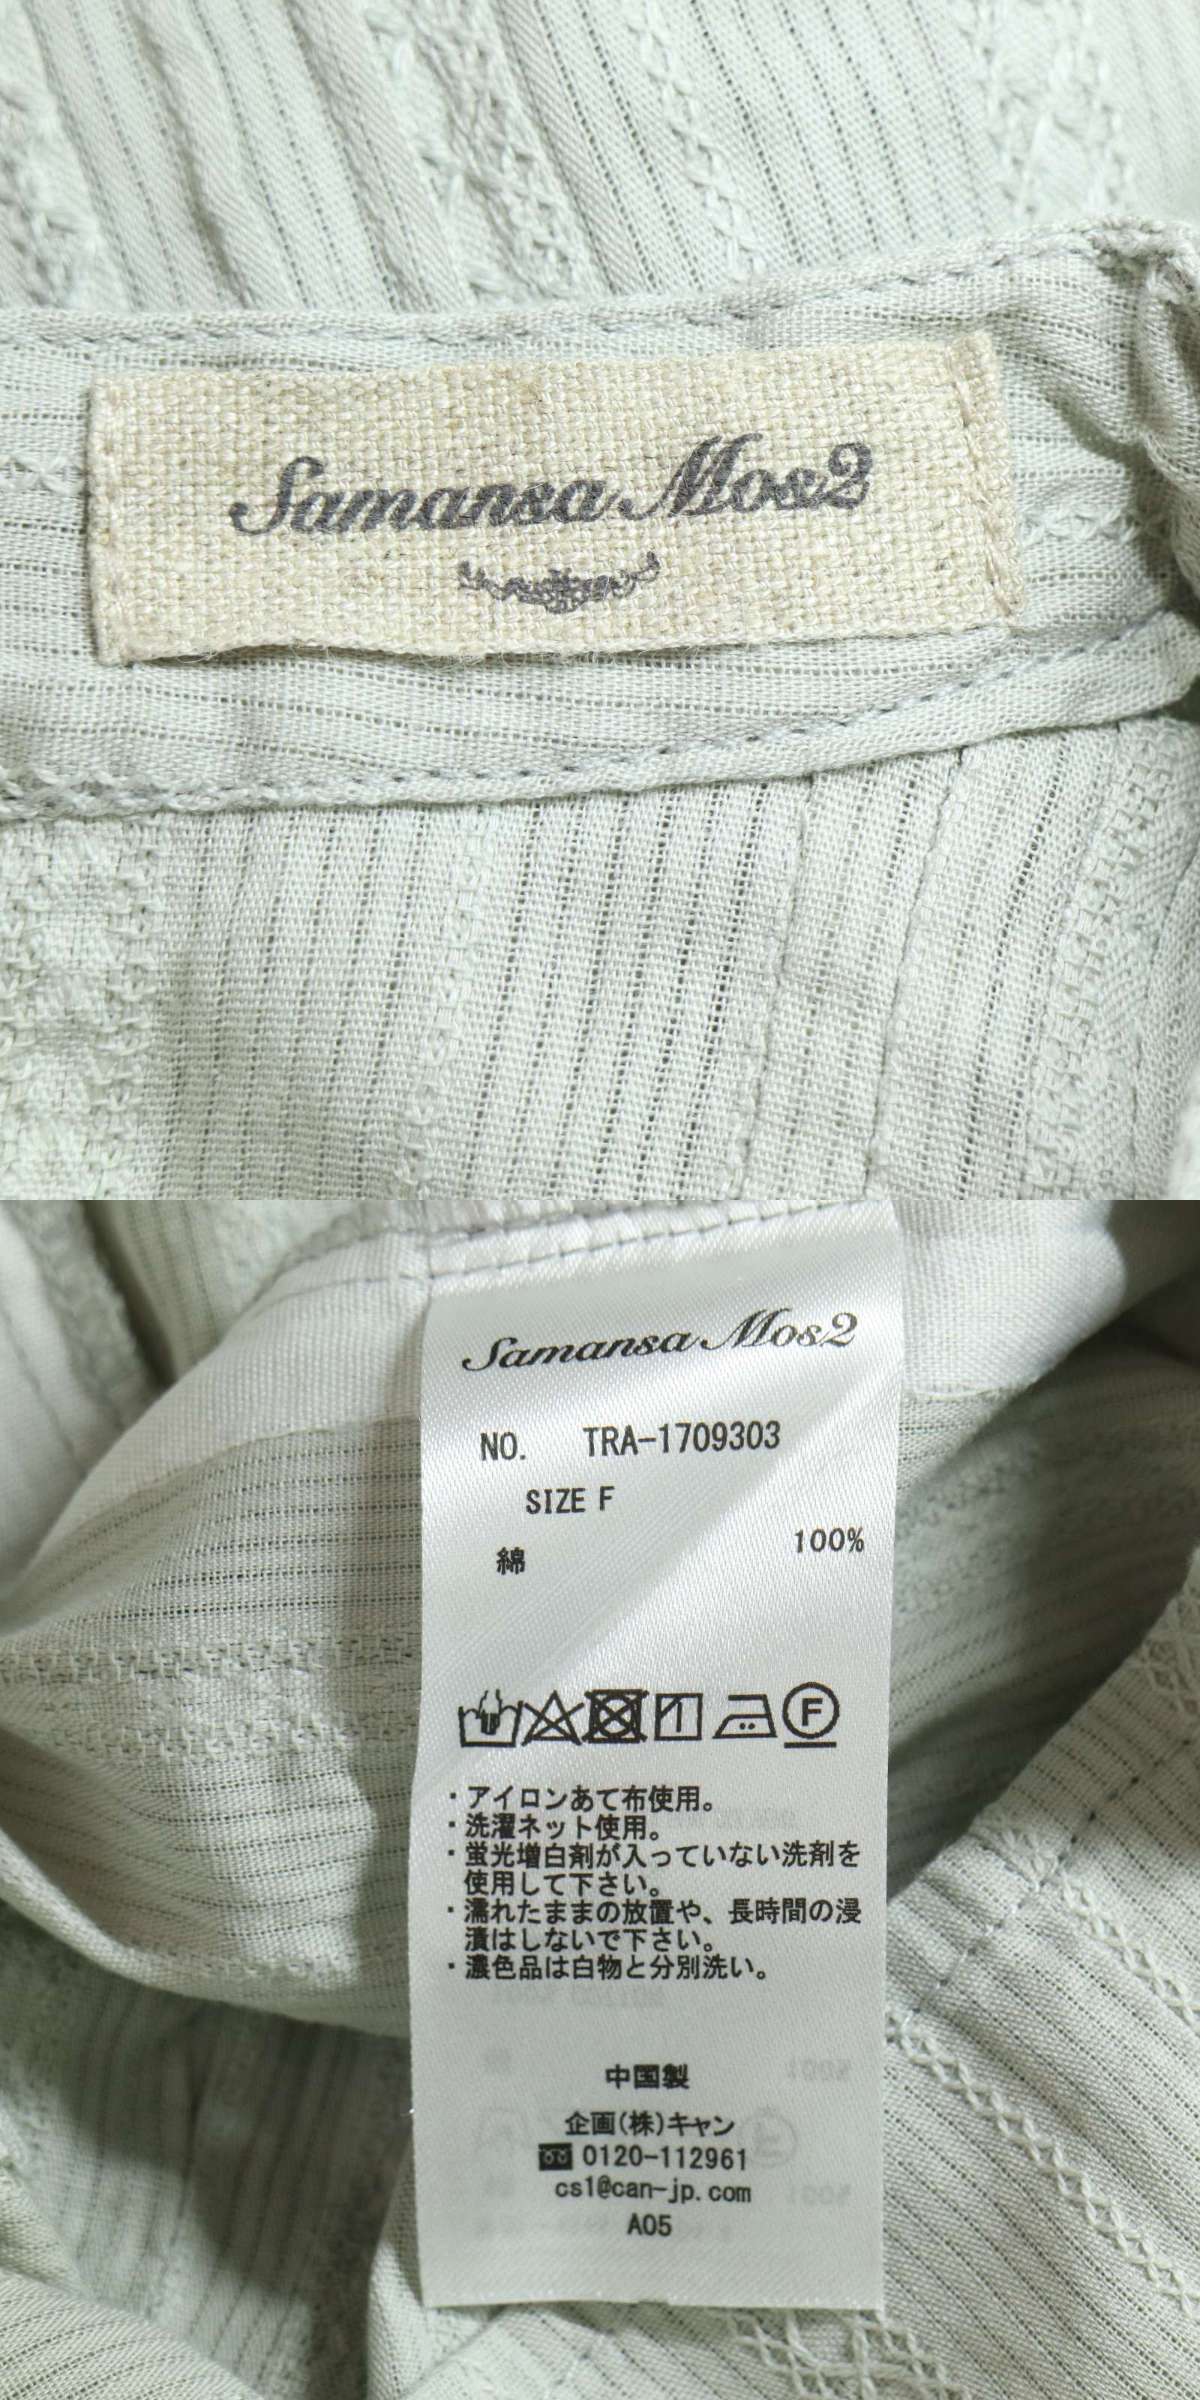 Samansa Mos2
Samansa Mos2
NO. TRA-1709303
SIZE F
綿 100%
F
・アイロンあて布使用。
・洗濯ネット使用。
・蛍光増白剤が入っていない洗剤を
使用して下さい。
・濡れたままの放置や、長時間の浸
漬はしないで下さい。
・濃色品は白物と分別洗い。
中国製
企画(株)キャン
0120-112961
cs1@can-jp.com
A05